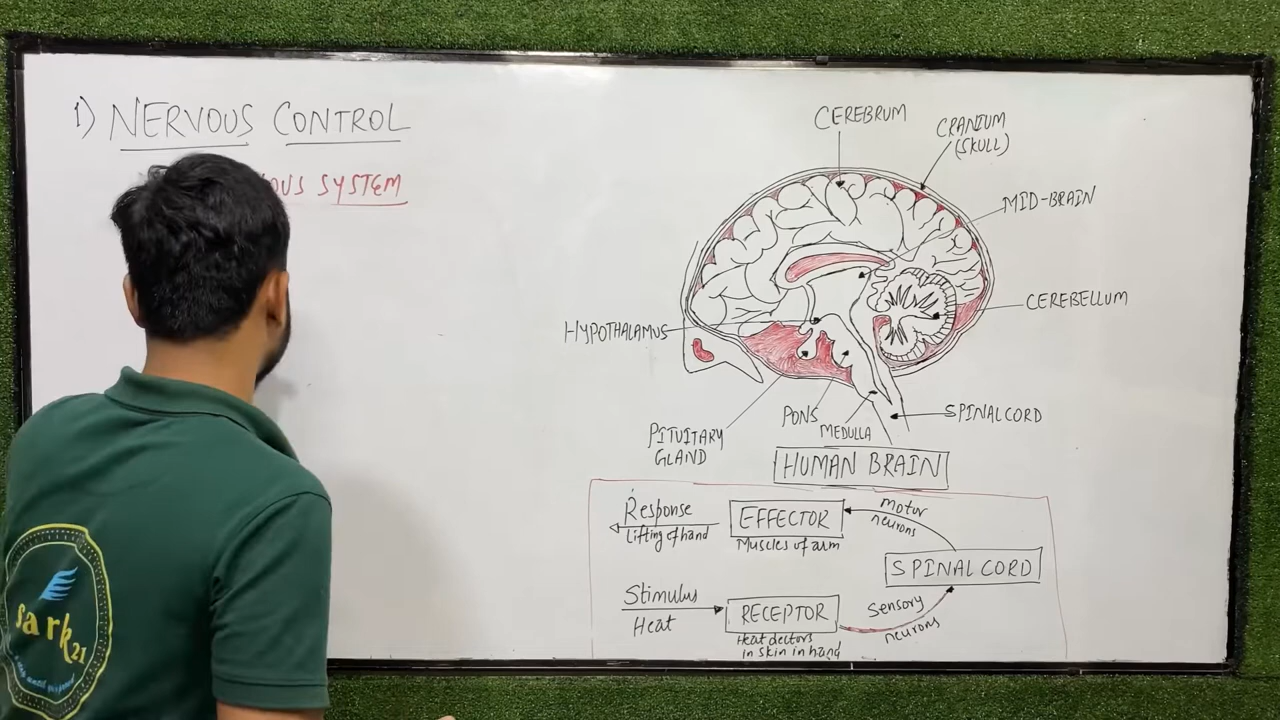 1) NERVOUS CONTROL
OUS SYSTEM
CEREBRUM
CRANIUM
(SKULL)
MID-BRAIN
CEREBELLUM
HYPOTHALAMUS
SPINALCORD
PONS
MEDULLA
PITUITARY
GLAND
HUMAN BRAIN
Response
Lifting of hand
EFFECTOR
Muscles of arm
motor
neurons
SPINAL CORD
Stimulus
Heat
RECEPTOR
Heat dectors
in skin in hand
Sensory
neurons
sark21